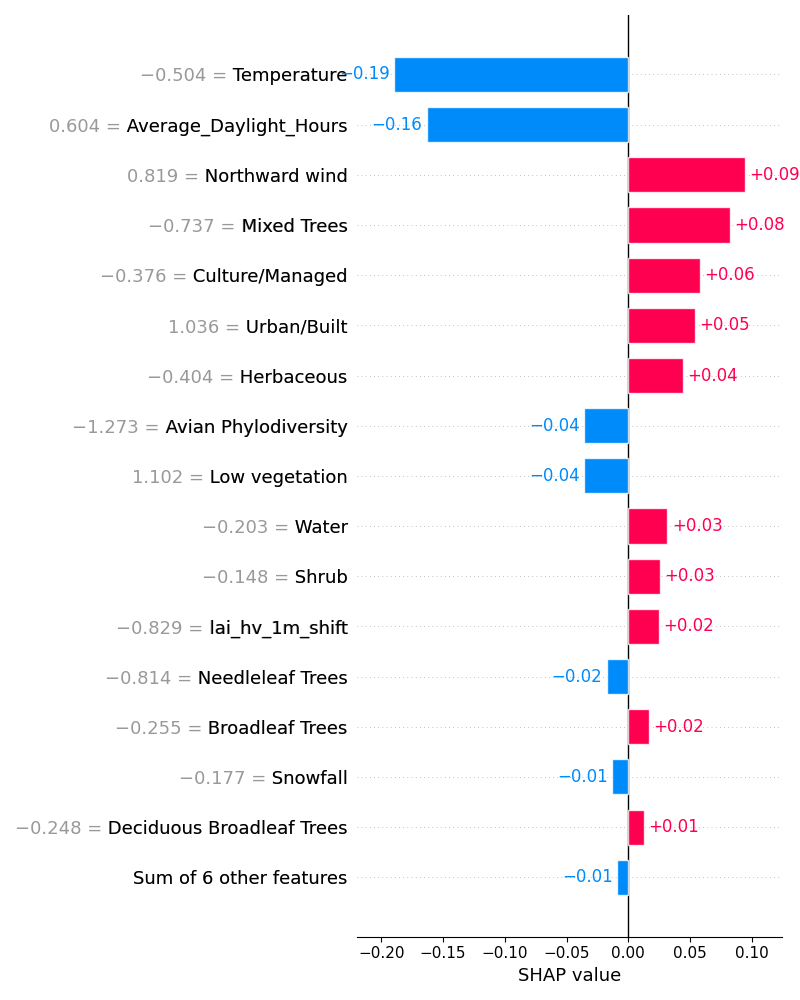 −0.504 = Temperature −0.19
0.604 = Average_Daylight_Hours −0.16
0.819 = Northward wind +0.09
−0.737 = Mixed Trees +0.08
−0.376 = Culture/Managed +0.06
1.036 = Urban/Built +0.05
−0.404 = Herbaceous +0.04
−1.273 = Avian Phylodiversity −0.04
1.102 = Low vegetation −0.04
−0.203 = Water +0.03
−0.148 = Shrub +0.03
−0.829 = lai_hv_1m_shift +0.02
−0.814 = Needleleaf Trees −0.02
−0.255 = Broadleaf Trees +0.02
−0.177 = Snowfall −0.01
−0.248 = Deciduous Broadleaf Trees +0.01
Sum of 6 other features −0.01
−0.20 −0.15 −0.10 −0.05 0.00 0.05 0.10
SHAP value